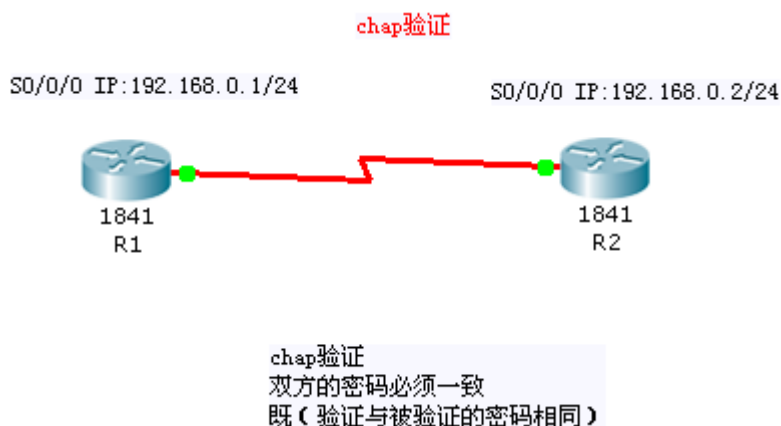 chap验证
S0/0/0 IP:192.168.0.1/24
S0/0/0 IP:192.168.0.2/24
1841
R1
1841
R2
chap验证
双方的密码必须一致
既(验证与被验证的密码相同)